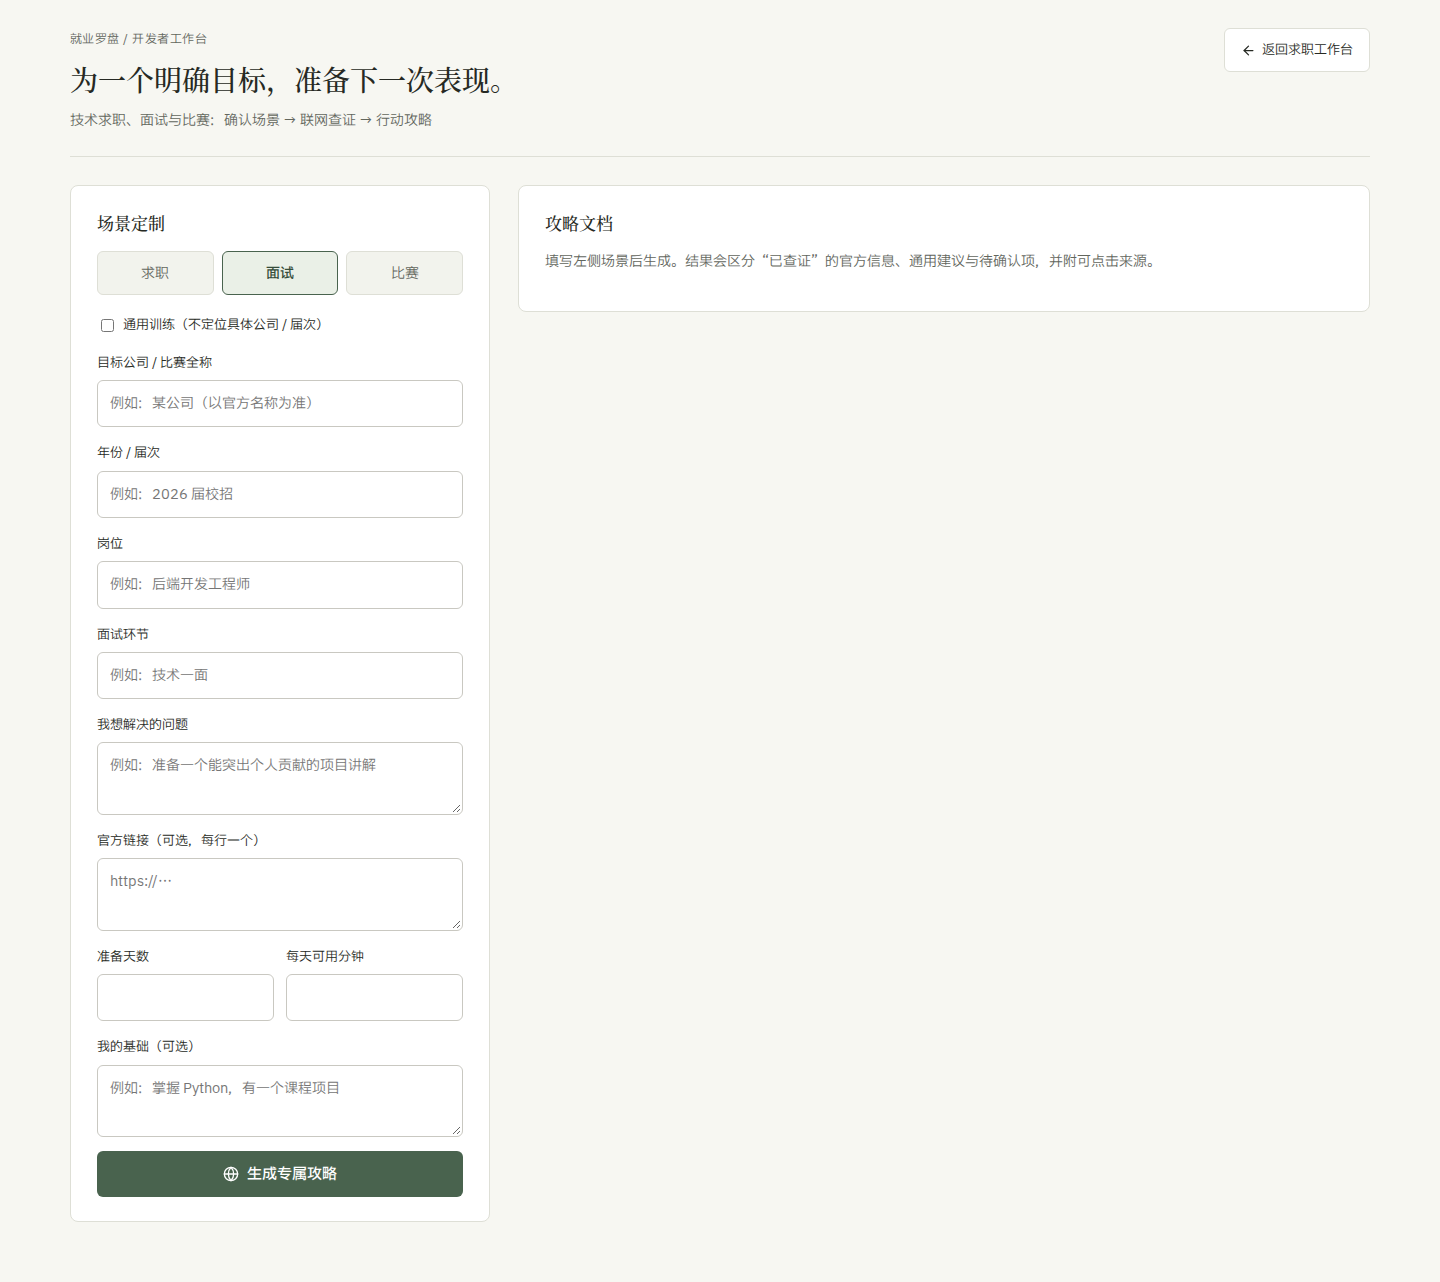 就业罗盘 / 开发者工作台
返回求职工作台
为一个明确目标，准备下一次表现。
技术求职、面试与比赛：确认场景 → 联网查证 → 行动攻略
场景定制
求职
面试
比赛
通用训练（不定位具体公司 / 届次）
目标公司 / 比赛全称
例如：某公司（以官方名称为准）
年份 / 届次
例如：2026 届校招
岗位
例如：后端开发工程师
面试环节
例如：技术一面
我想解决的问题
例如：准备一个能突出个人贡献的项目讲解
官方链接（可选，每行一个）
https://…
准备天数
每天可用分钟
我的基础（可选）
例如：掌握 Python，有一个课程项目
生成专属攻略
攻略文档
填写左侧场景后生成。结果会区分“已查证”的官方信息、通用建议与待确认项，并附可点击来源。